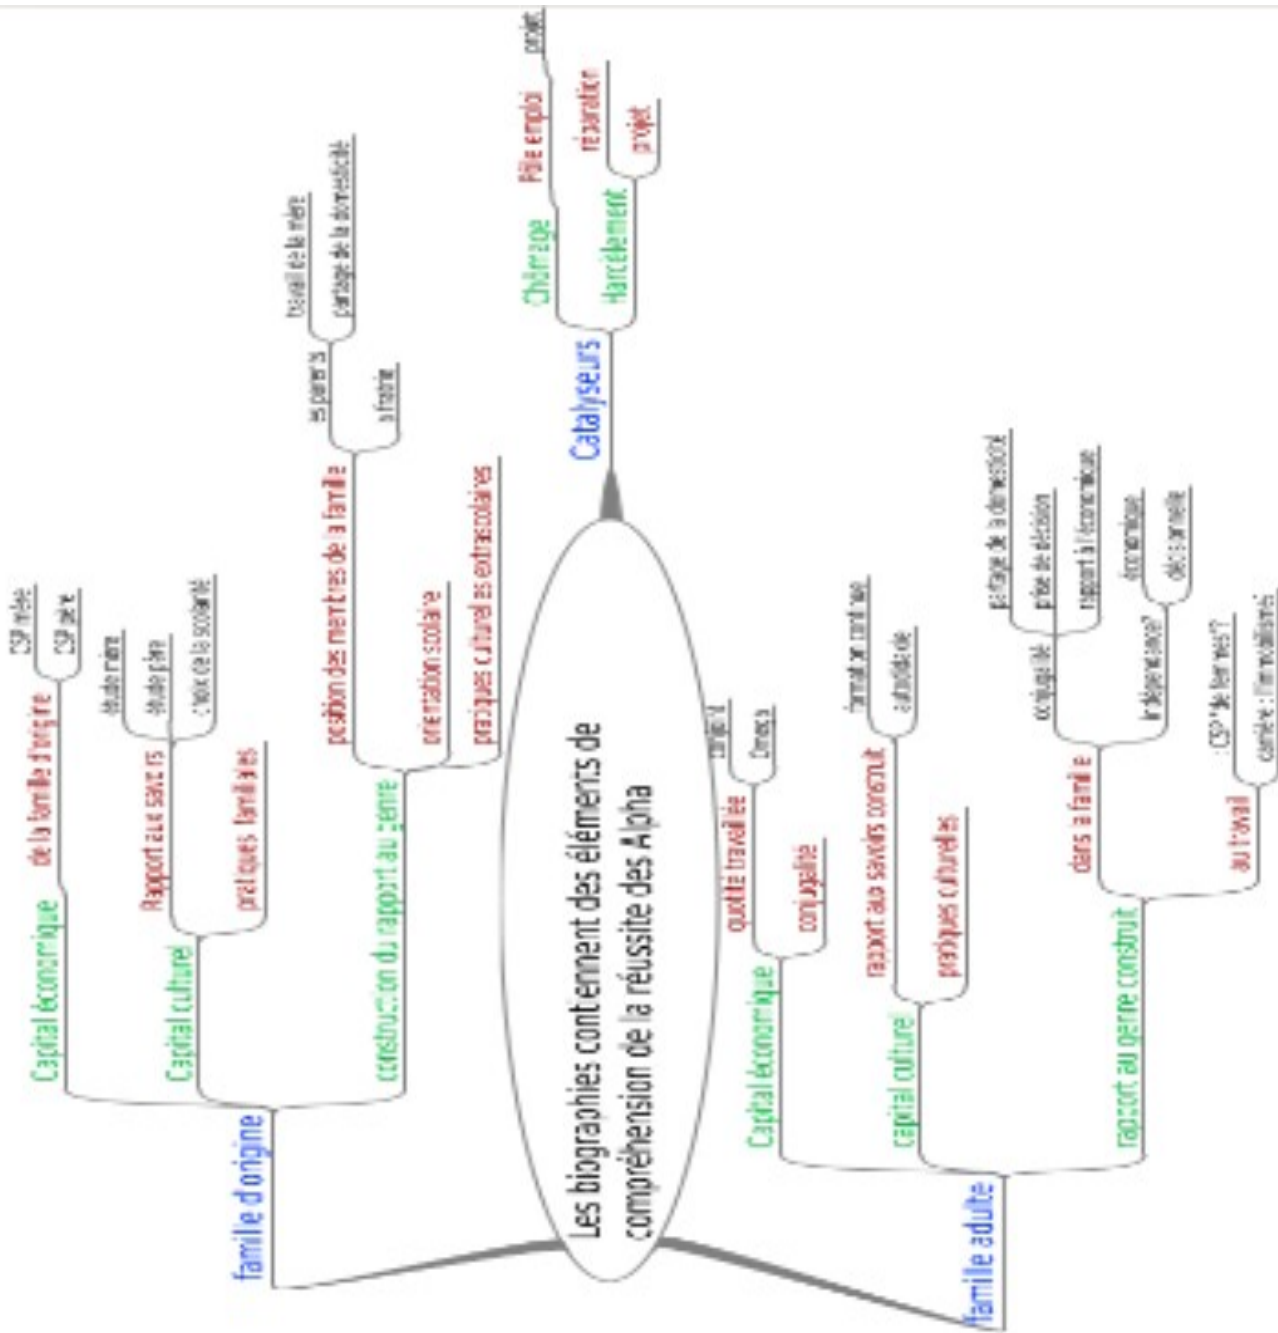 Les biographies contiennent des éléments de
compréhension de la réussite des Alpha
famille d'origine
Capital économique
de la famille d'origine
CSP mère
CSP père
Capital culturel
Rapport aux savoirs
étude mère
étude père
choix de la scolarité
pratiques familiales
construction du rapport au genre
position des membres de la famille
les parents
travail de la mère
partage de la domesticité
la fratrie
orientation scolaire
pratiques culturelles extrascolaires
Catalyseurs
Chômage
Pôle emploi
projet
Harcèlement
réparation
projet
famille adulte
Capital économique
quotité travaillée
conjoint
Omega
conjugalité
capital culturel
rapport aux savoirs construit
formation continue
autodidaxie
pratiques culturelles
rapport au genre construit
dans la famille
conjugalité
partage de la domesticité
prise de décision
rapport à l'économique
indépendance?
économique
décisionnelle
au travail
: CSP "de femmes"?
carrière : l'immobilismes